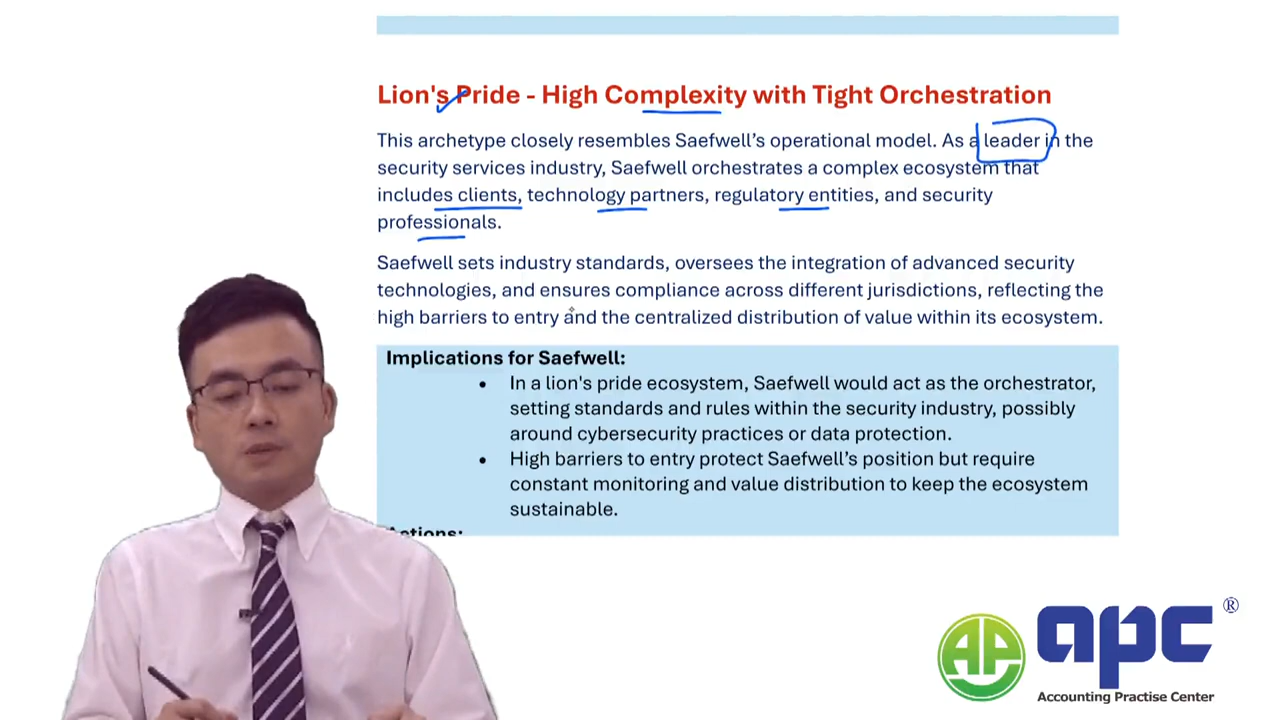 Lion's Pride - High Complexity with Tight Orchestration
This archetype closely resembles Saefwell’s operational model. As a leader in the
security services industry, Saefwell orchestrates a complex ecosystem that
includes clients, technology partners, regulatory entities, and security
professionals.
Saefwell sets industry standards, oversees the integration of advanced security
technologies, and ensures compliance across different jurisdictions, reflecting the
high barriers to entry and the centralized distribution of value within its ecosystem.
Implications for Saefwell:
• In a lion's pride ecosystem, Saefwell would act as the orchestrator,
setting standards and rules within the security industry, possibly
around cybersecurity practices or data protection.
• High barriers to entry protect Saefwell’s position but require
constant monitoring and value distribution to keep the ecosystem
sustainable.
Actions:
AP apc ®
Accounting Practise Center